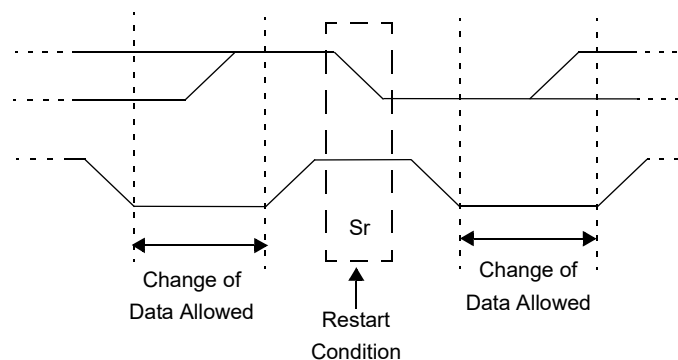 Sr
Change of
Data Allowed
Restart
Condition
Change of
Data Allowed